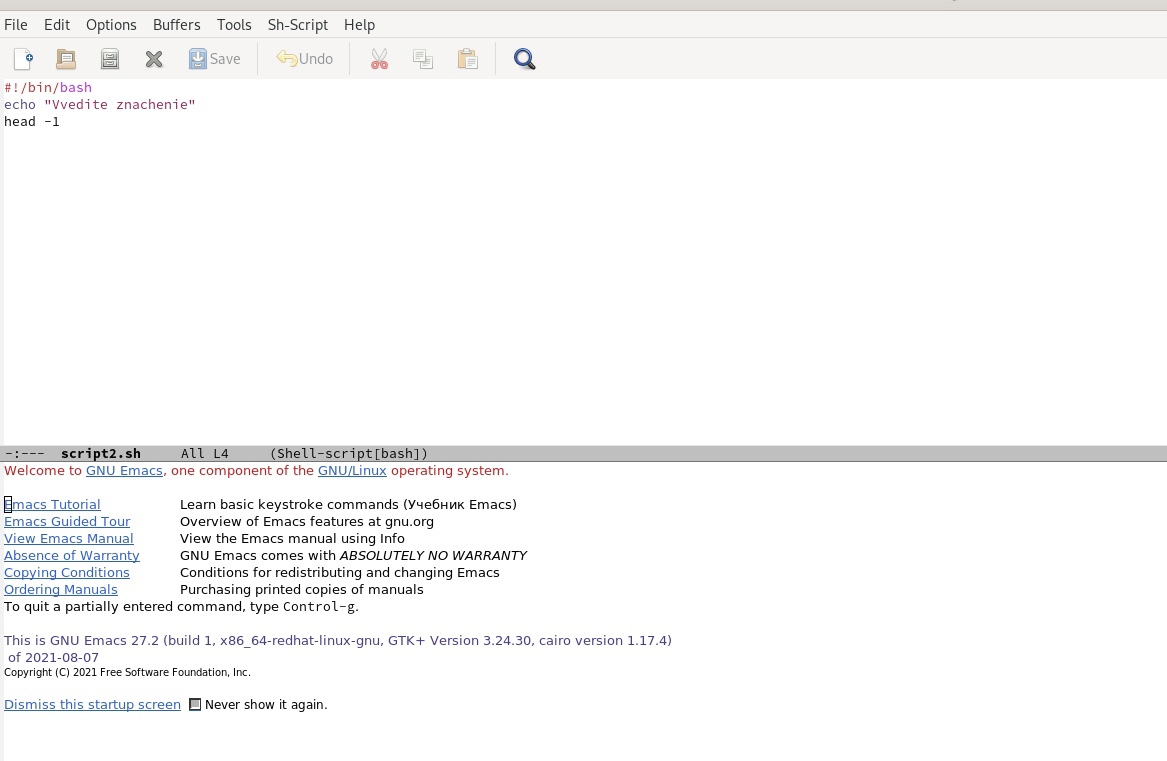 File Edit Options Buffers Tools Sh-Script Help
Save Undo
#!/bin/bash
echo "Vvedite znachenie"
head -1
-:--- script2.sh All L4 (Shell-script[bash])
Welcome to GNU Emacs, one component of the GNU/Linux operating system.
Emacs Tutorial Learn basic keystroke commands (Учебник Emacs)
Emacs Guided Tour Overview of Emacs features at gnu.org
View Emacs Manual View the Emacs manual using Info
Absence of Warranty GNU Emacs comes with ABSOLUTELY NO WARRANTY
Copying Conditions Conditions for redistributing and changing Emacs
Ordering Manuals Purchasing printed copies of manuals
To quit a partially entered command, type Control-g.
This is GNU Emacs 27.2 (build 1, x86_64-redhat-linux-gnu, GTK+ Version 3.24.30, cairo version 1.17.4)
of 2021-08-07
Copyright (C) 2021 Free Software Foundation, Inc.
Dismiss this startup screen Never show it again.